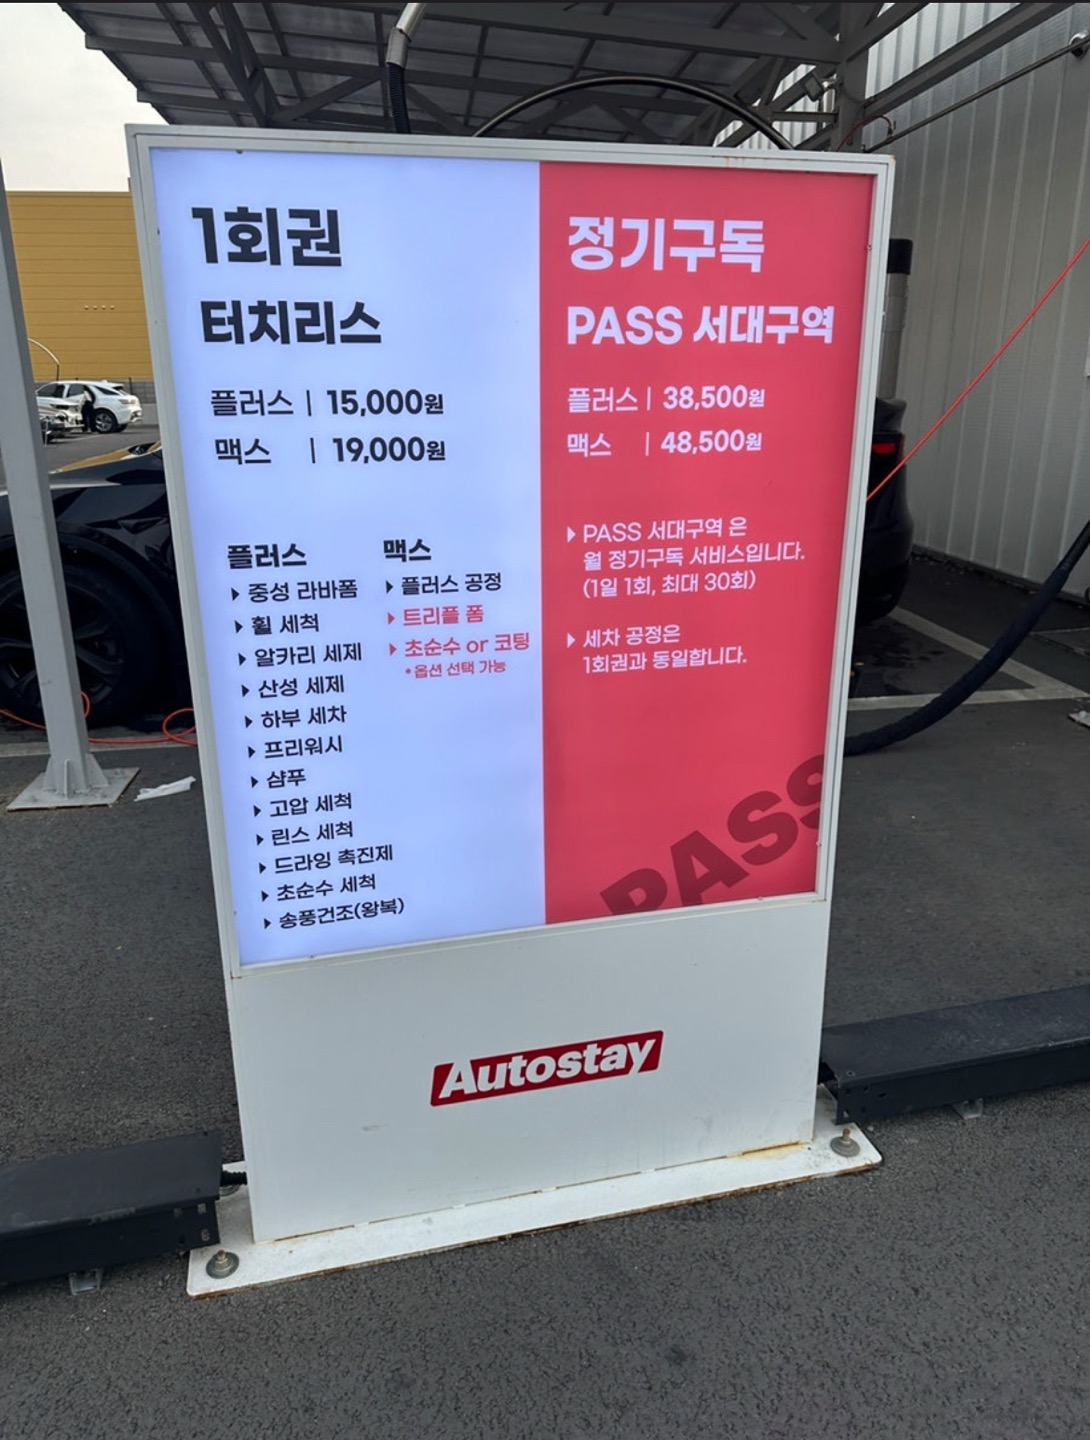 1회권
터치리스
플러스 | 15,000원
맥스 | 19,000원
플러스
▸ 중성 라바폼
▸ 휠 세척
▸ 알카리 세제
▸ 산성 세제
▸ 하부 세차
▸ 프리워시
▸ 샴푸
▸ 고압 세척
▸ 린스 세척
▸ 드라잉 촉진제
▸ 초순수 세척
▸ 송풍건조(왕복)
맥스
▸ 플러스 공정
▸ 트리플 폼
▸ 초순수 or 코팅
*옵션 선택 가능
정기구독
PASS 서대구역
플러스 | 38,500원
맥스 | 48,500원
▸ PASS 서대구역 은
월 정기구독 서비스입니다.
(1일 1회, 최대 30회)
▸ 세차 공정은
1회권과 동일합니다.
PASS
Autostay